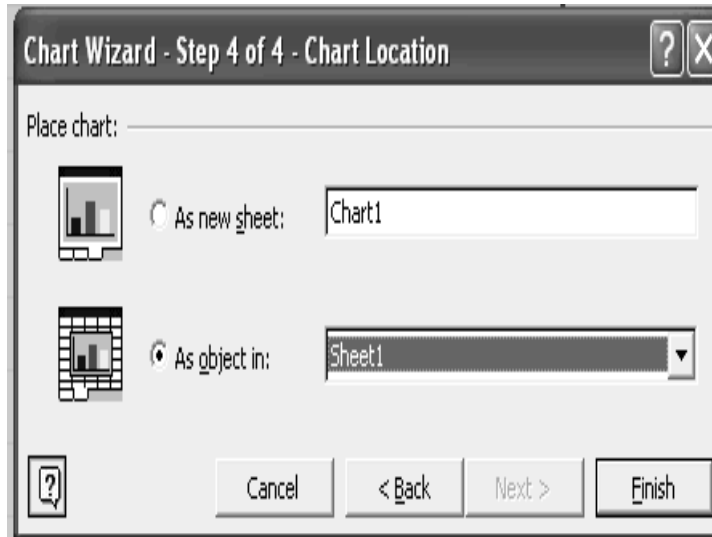 Chart Wizard - Step 4 of 4 - Chart Location
Place chart:
As new sheet: Chart1
As object in: Sheet1
Cancel < Back Next > Finish